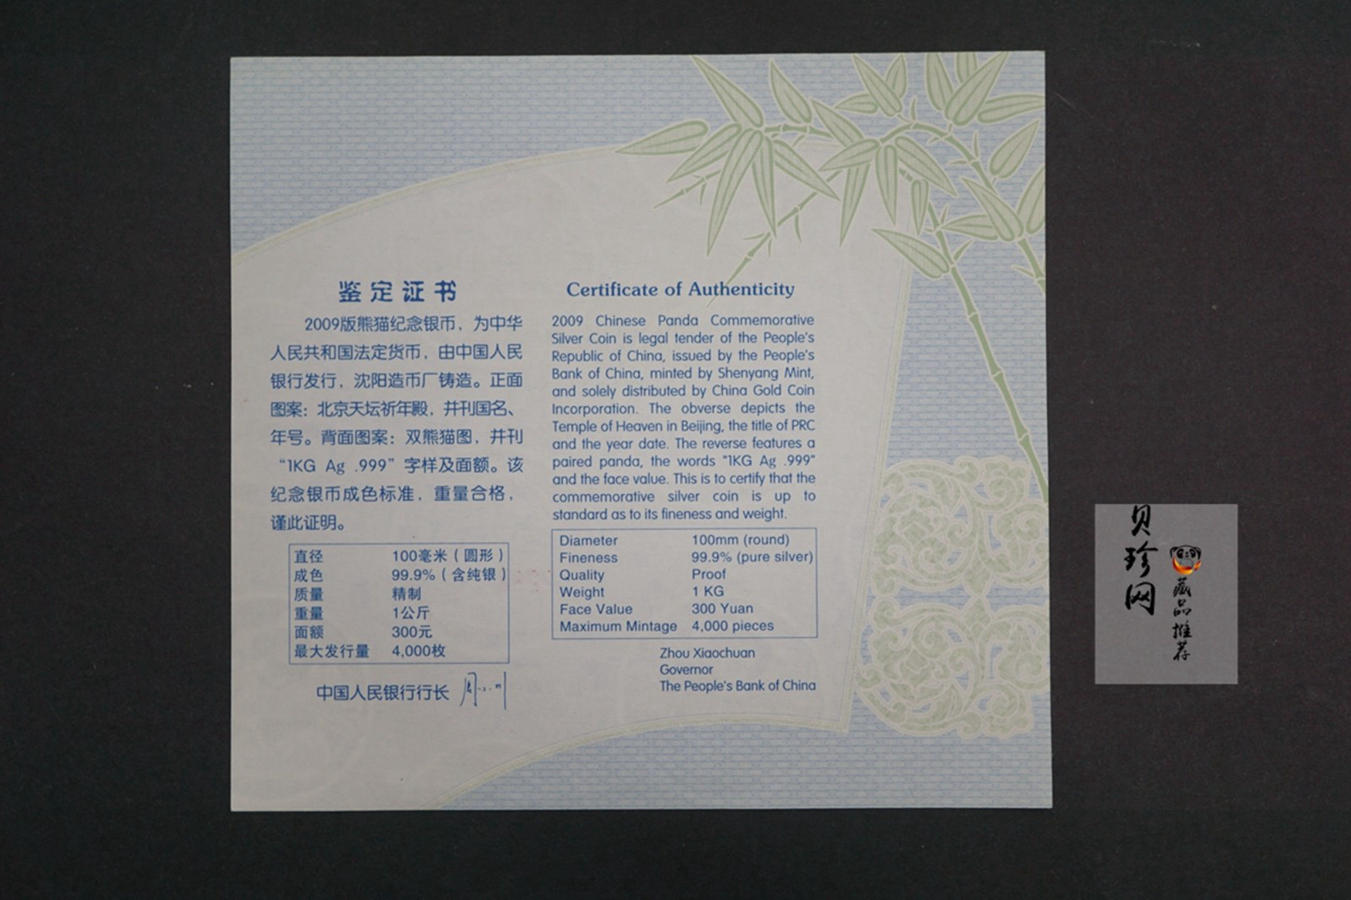 鉴定证书
2009版熊猫纪念银币，为中华
人民共和国法定货币，由中国人民
银行发行，沈阳造币厂铸造。正面
图案：北京天坛祈年殿，并刊国名、
年号。背面图案：双熊猫图，并刊
“1KG Ag .999”字样及面额。该
纪念银币成色标准，重量合格，
谨此证明。
直径 100毫米（圆形）
成色 99.9%（含纯银）
质量 精制
重量 1公斤
面额 300元
最大发行量 4,000枚
中国人民银行行长
Certificate of Authenticity
2009 Chinese Panda Commemorative
Silver Coin is legal tender of the People's
Republic of China, issued by the People's
Bank of China, minted by Shenyang Mint,
and solely distributed by China Gold Coin
Incorporation. The obverse depicts the
Temple of Heaven in Beijing, the title of PRC
and the year date. The reverse features a
paired panda, the words "1KG Ag .999"
and the face value. This is to certify that the
commemorative silver coin is up to
standard as to its fineness and weight.
Diameter 100mm (round)
Fineness 99.9% (pure silver)
Quality Proof
Weight 1 KG
Face Value 300 Yuan
Maximum Mintage 4,000 pieces
Zhou Xiaochuan
Governor
The People's Bank of China
贝珍网
藏品推荐